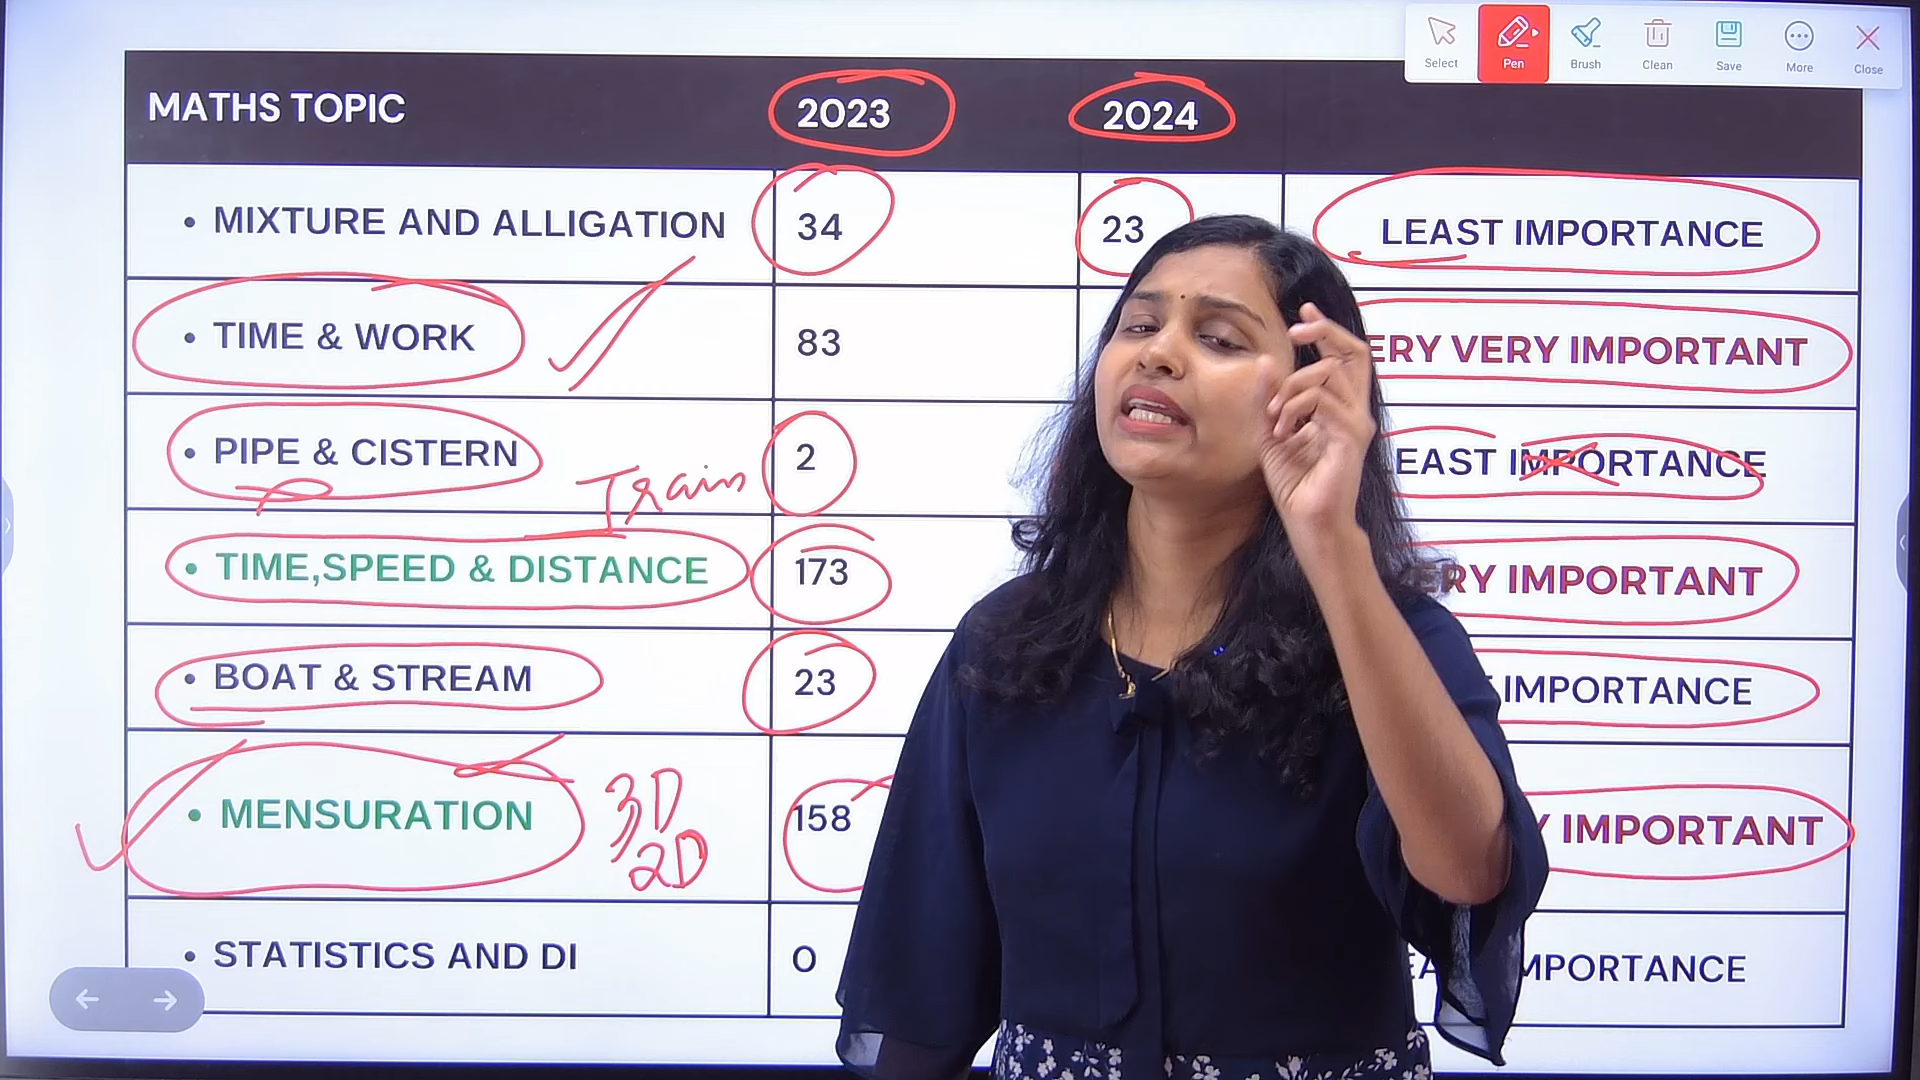 Select Pen Brush Clean Save More Close
MATHS TOPIC 2023 2024
• MIXTURE AND ALLIGATION 34 23 LEAST IMPORTANCE
• TIME & WORK 83 ERY VERY IMPORTANT
• PIPE & CISTERN 2 EAST IMPORTANCE
Train
• TIME,SPEED & DISTANCE 173 ERY IMPORTANT
• BOAT & STREAM 23 IMPORTANCE
3D
• MENSURATION 158 IMPORTANT
2D
• STATISTICS AND DI 0 IMPORTANCE